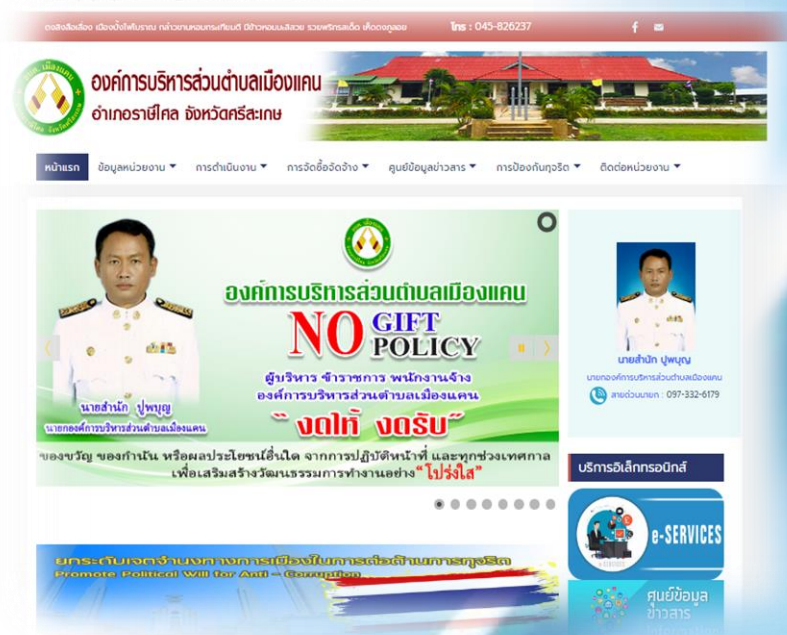 ดงสิงสือเลื่อง เมืองบั้งไฟโบราณ กล่าวขานหอมกระเทียมดี มีข้าวหอมมะลิสวย รวยพริกรสเด็ด เห็ดดงภูดอย
โทร : 045-826237
องค์การบริหารส่วนตำบลเมืองแคน
อำเภอราษีไศล จังหวัดศรีสะเกษ
หน้าแรก ข้อมูลหน่วยงาน การดำเนินงาน การจัดซื้อจัดจ้าง ศูนย์ข้อมูลข่าวสาร การป้องกันทุจริต ติดต่อหน่วยงาน
องค์การบริหารส่วนตำบลเมืองแคน
NO GIFT POLICY
ผู้บริหาร ข้าราชการ พนักงานจ้าง
องค์การบริหารส่วนตำบลเมืองแคน
" งดให้ งดรับ"
นายสำนัก ปูพบุญ
นายกองค์การบริหารส่วนตำบลเมืองแคน
ของขวัญ ของกำนัน หรือผลประโยชน์อื่นใด จากการปฏิบัติหน้าที่ และทุกช่วงเทศกาล
เพื่อเสริมสร้างวัฒนธรรมการทำงานอย่าง "โปร่งใส"
นายสำนัก ปูพบุญ
นายกองค์การบริหารส่วนตำบลเมืองแคน
สายด่วนนายก : 097-332-6179
บริการอิเล็กทรอนิกส์
e-SERVICES
e-SERVICES
ศูนย์ข้อมูล
ข่าวสาร
ยกระดับเจตจำนงทางการเมืองในการต่อต้านการทุจริต
Promote Political Will for Anti – Corruption